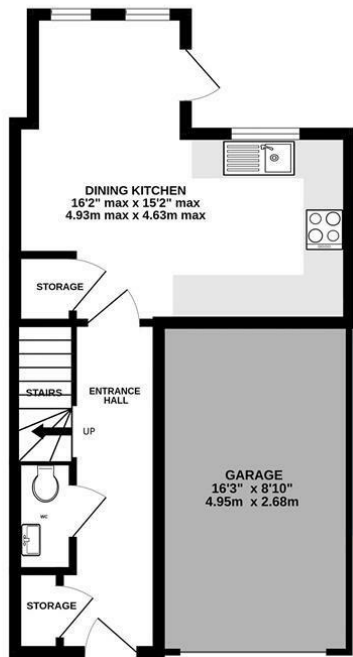 DINING KITCHEN
16'2" max x 15'2" max
4.93m max x 4.63m max
STORAGE
STAIRS
ENTRANCE
HALL
UP
GARAGE
16'3" x 8'10"
4.95m x 2.68m
WC
STORAGE